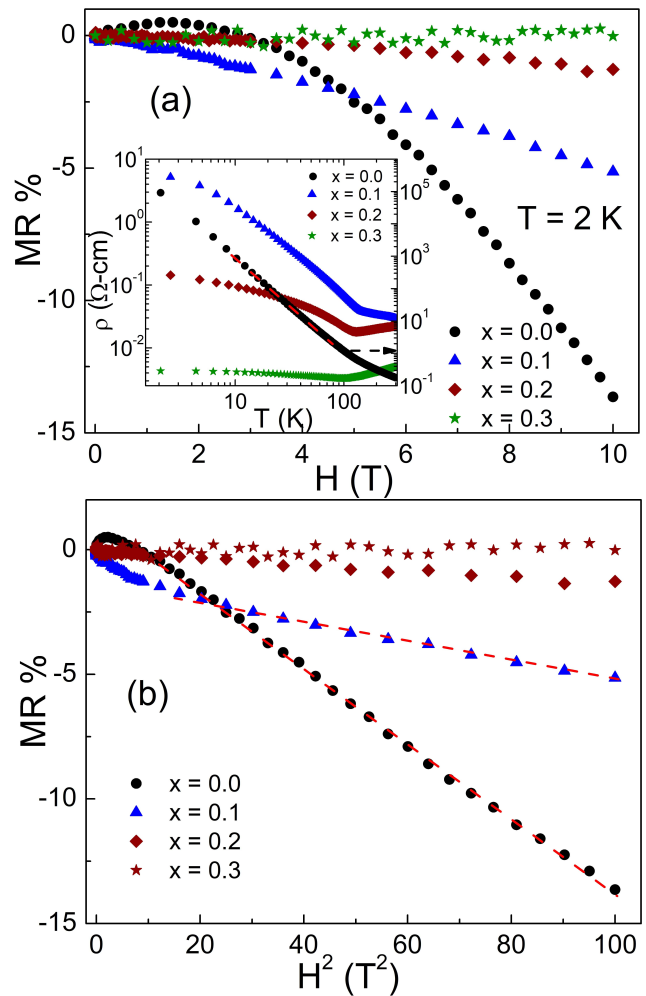 0
-5
-10
-15
MR %
(a)
10^1
10^0
10^-1
10^-2
ρ (Ω-cm)
x = 0.0
x = 0.1
x = 0.2
x = 0.3
10^5
10^3
10^1
10^-1
10 100
T (K)
T = 2 K
x = 0.0
x = 0.1
x = 0.2
x = 0.3
0 2 4 6 8 10
H (T)
0
-5
-10
-15
MR %
(b)
x = 0.0
x = 0.1
x = 0.2
x = 0.3
0 20 40 60 80 100
H² (T²)